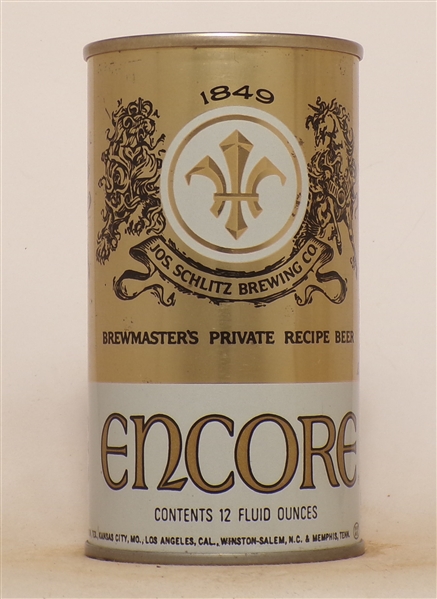 1849
JOS. SCHLITZ BREWING CO.
BREWMASTER'S PRIVATE RECIPE BEER
ENCORE
CONTENTS 12 FLUID OUNCES
KANSAS CITY, MO., LOS ANGELES, CAL., WINSTON-SALEM, N.C. & MEMPHIS, TENN.